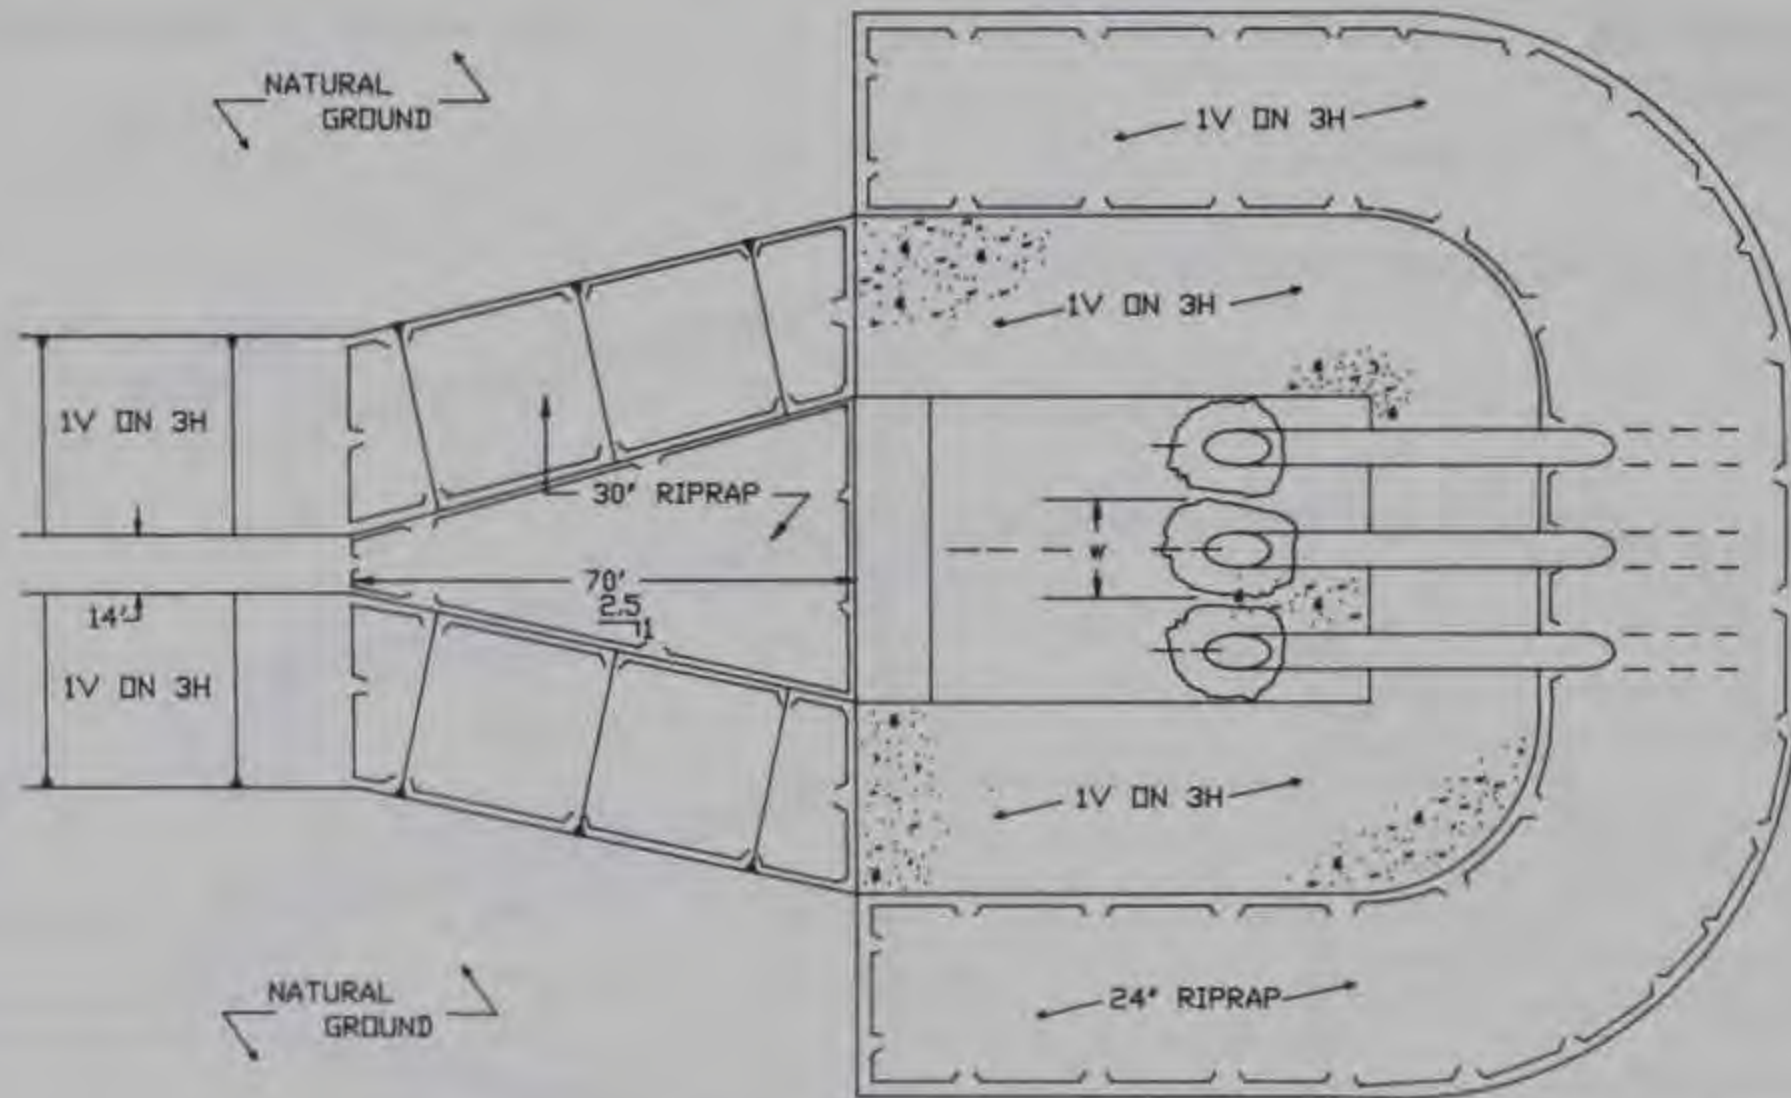 NATURAL
GROUND
1V ON 3H
1V ON 3H
1V ON 3H
30" RIPRAP
W
70'
2.5
1
14'
1V ON 3H
1V ON 3H
NATURAL
GROUND
24" RIPRAP